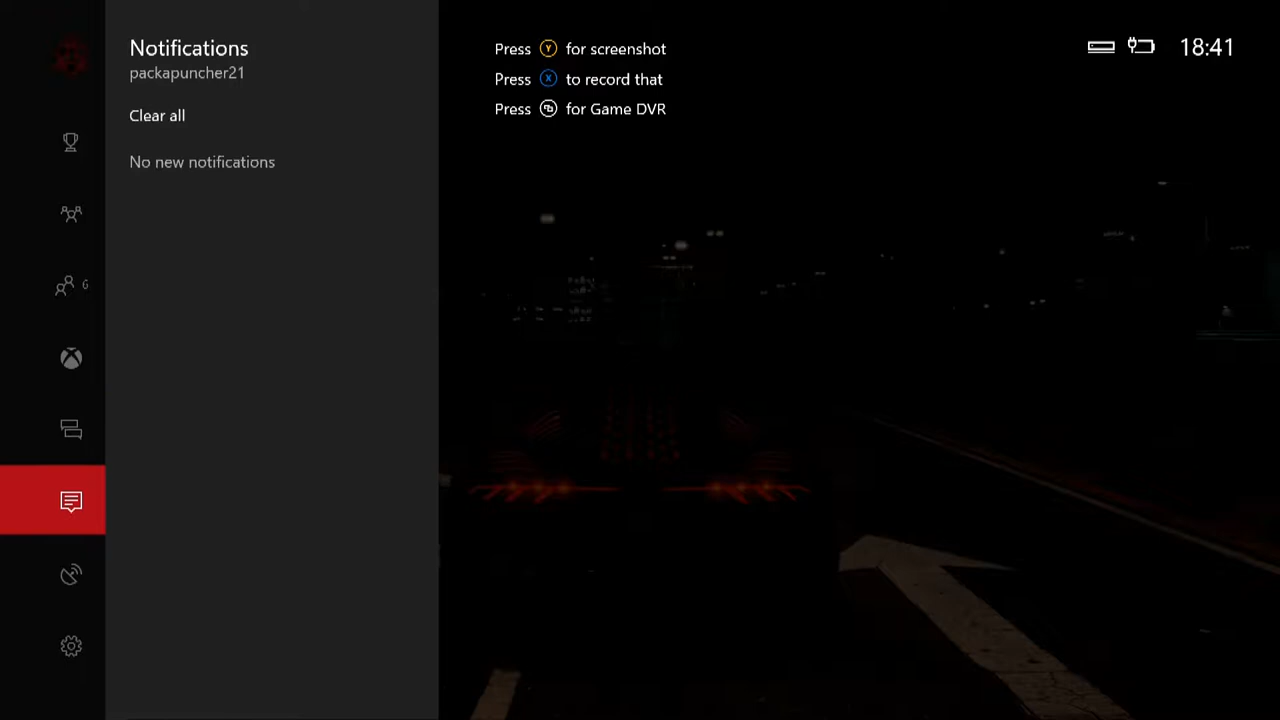 Notifications
packapuncher21
Clear all
No new notifications
6
Press Y for screenshot
Press X to record that
Press for Game DVR
18:41